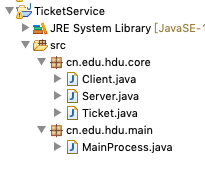 TicketService
JRE System Library [JavaSE-1
src
cn.edu.hdu.core
Client.java
Server.java
Ticket.java
cn.edu.hdu.main
MainProcess.java